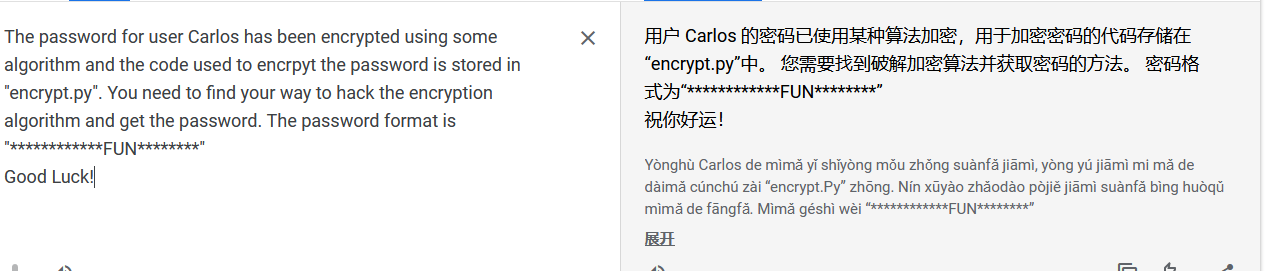 The password for user Carlos has been encrypted using some
algorithm and the code used to encrpyt the password is stored in
"encrypt.py". You need to find your way to hack the encryption
algorithm and get the password. The password format is
"************FUN********"
Good Luck!
用户 Carlos 的密码已使用某种算法加密，用于加密密码的代码存储在
“encrypt.py”中。 您需要找到破解加密算法并获取密码的方法。 密码格
式为“************FUN********”
祝你好运！
Yònghù Carlos de mìmǎ yǐ shǐyòng mǒu zhǒng suànfǎ jiāmì, yòng yú jiāmì mi mǎ de
dàimǎ cúnchú zài “encrypt.Py” zhōng. Nín xūyào zhǎodào pòjiě jiāmì suànfǎ bìng huòqǔ
mìmǎ de fāngfǎ. Mìmǎ géshì wèi “************FUN********”
展开